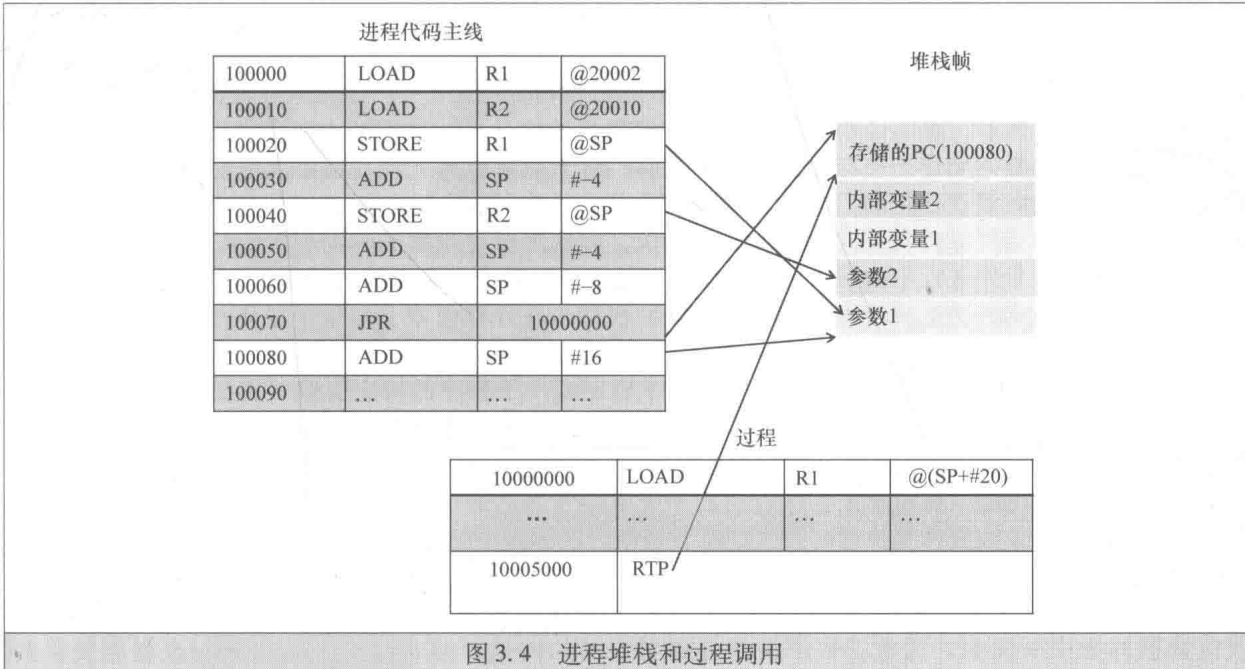 进程代码主线
堆栈帧
100000 LOAD R1 @20002
100010 LOAD R2 @20010
100020 STORE R1 @SP
100030 ADD SP #−4
100040 STORE R2 @SP
100050 ADD SP #−4
100060 ADD SP #−8
100070 JPR 10000000
100080 ADD SP #16
100090 … … …
存储的PC(100080)
内部变量2
内部变量1
参数2
参数1
过程
10000000 LOAD R1 @(SP+#20)
… … … …
10005000 RTP
图 3.4 进程堆栈和过程调用